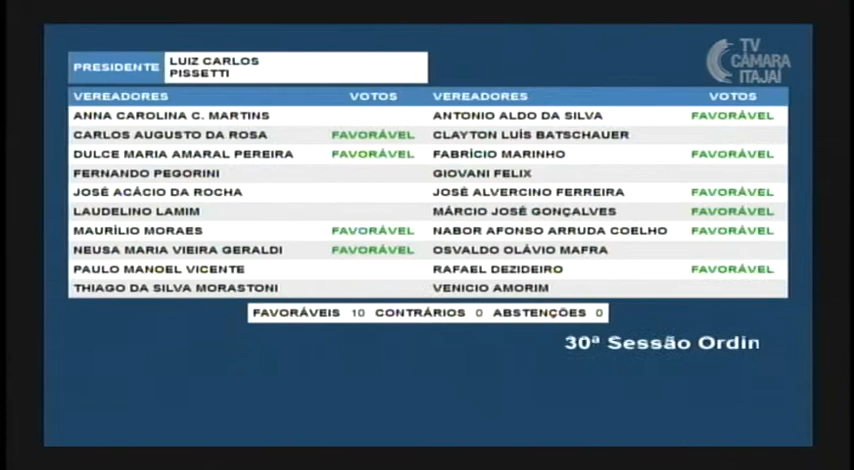 TV
CÂMARA
ITAJAÍ
PRESIDENTE LUIZ CARLOS
PISSETTI
VEREADORES VOTOS VEREADORES VOTOS
ANNA CAROLINA C. MARTINS ANTONIO ALDO DA SILVA FAVORÁVEL
CARLOS AUGUSTO DA ROSA FAVORÁVEL CLAYTON LUÍS BATSCHAUER
DULCE MARIA AMARAL PEREIRA FAVORÁVEL FABRÍCIO MARINHO FAVORÁVEL
FERNANDO PEGORINI GIOVANI FELIX
JOSÉ ACÁCIO DA ROCHA JOSÉ ALVERCINO FERREIRA FAVORÁVEL
LAUDELINO LAMIM MÁRCIO JOSÉ GONÇALVES FAVORÁVEL
MAURÍLIO MORAES FAVORÁVEL NABOR AFONSO ARRUDA COELHO FAVORÁVEL
NEUSA MARIA VIEIRA GERALDI FAVORÁVEL OSVALDO OLÁVIO MAFRA
PAULO MANOEL VICENTE RAFAEL DEZIDEIRO FAVORÁVEL
THIAGO DA SILVA MORASTONI VENICIO AMORIM
FAVORÁVEIS 10 CONTRÁRIOS 0 ABSTENÇÕES 0
30ª Sessão Ordin